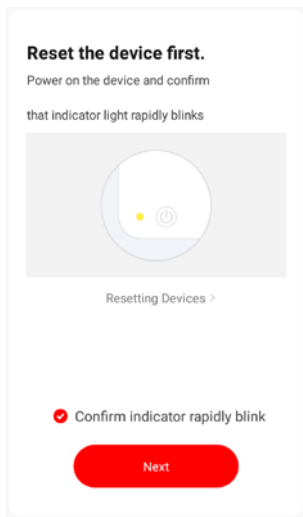 Reset the device first.
Power on the device and confirm
that indicator light rapidly blinks
Resetting Devices >
Confirm indicator rapidly blink
Next